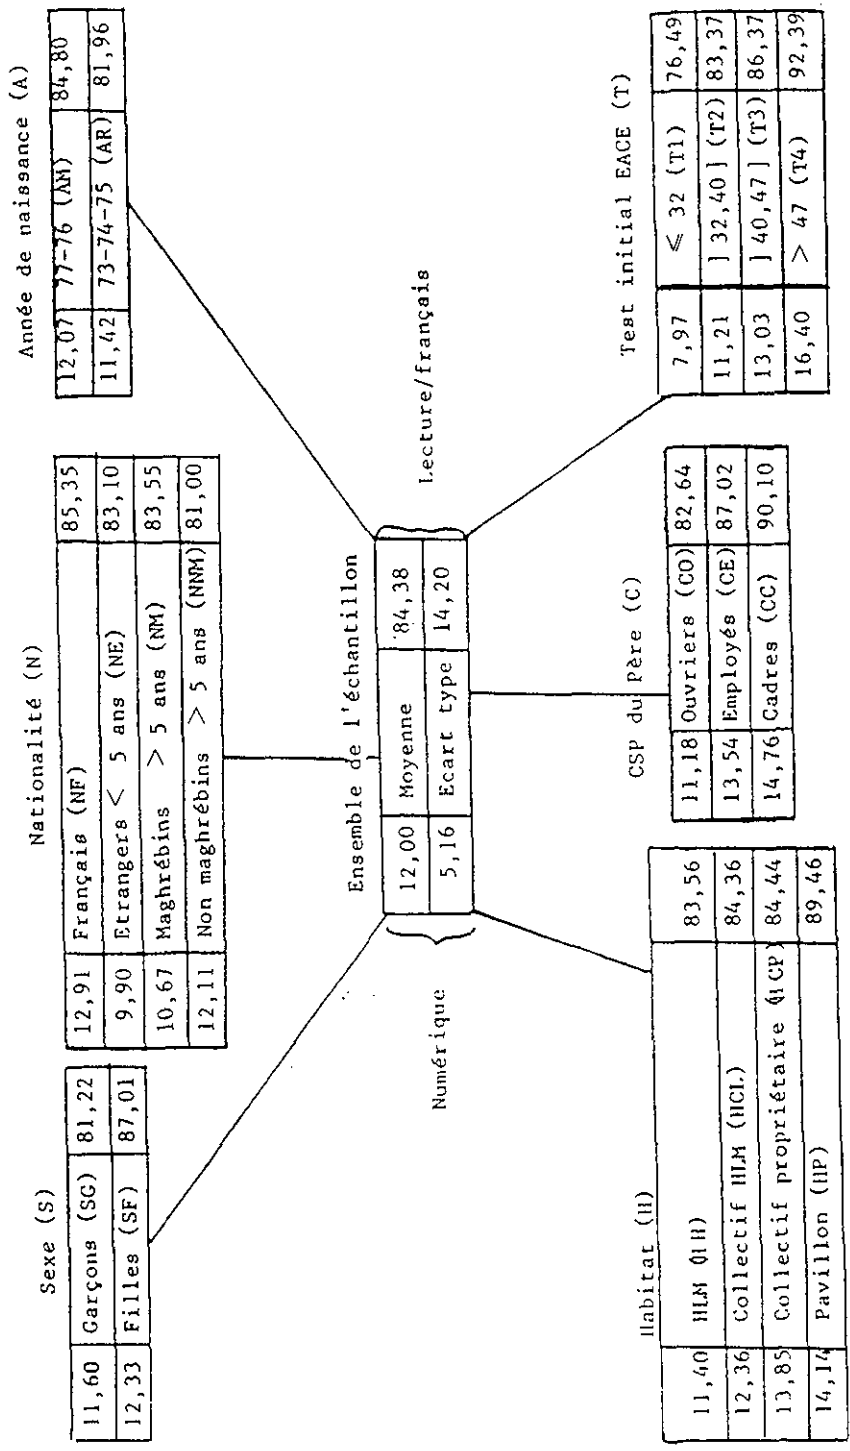 Sexe (S)
11,60 Garçons (SG) 81,22
12,33 Filles (SF) 87,01
Nationalité (N)
12,91 Français (NF) 85,35
9,90 Etrangers < 5 ans (NE) 83,10
10,67 Maghrébins > 5 ans (NM) 83,55
12,11 Non maghrébins > 5 ans (NNM) 81,00
Année de naissance (A)
12,07 77-76 (AM) 84,80
11,42 73-74-75 (AR) 81,96
Ensemble de l'échantillon
12,00 Moyenne 84,38
5,16 Ecart type 14,20
Numérique
Lecture/français
Habitat (H)
11,40 HLM (HH) 83,56
12,36 Collectif HLM (HCL) 84,36
13,85 Collectif propriétaire (HCP) 84,44
14,14 Pavillon (HP) 89,46
CSP du Père (C)
11,18 Ouvriers (CO) 82,64
13,54 Employés (CE) 87,02
14,76 Cadres (CC) 90,10
Test initial EACE (T)
7,97 ⩽ 32 (T1) 76,49
11,21 ] 32,40 ] (T2) 83,37
13,03 ] 40,47 ] (T3) 86,37
16,40 > 47 (T4) 92,39